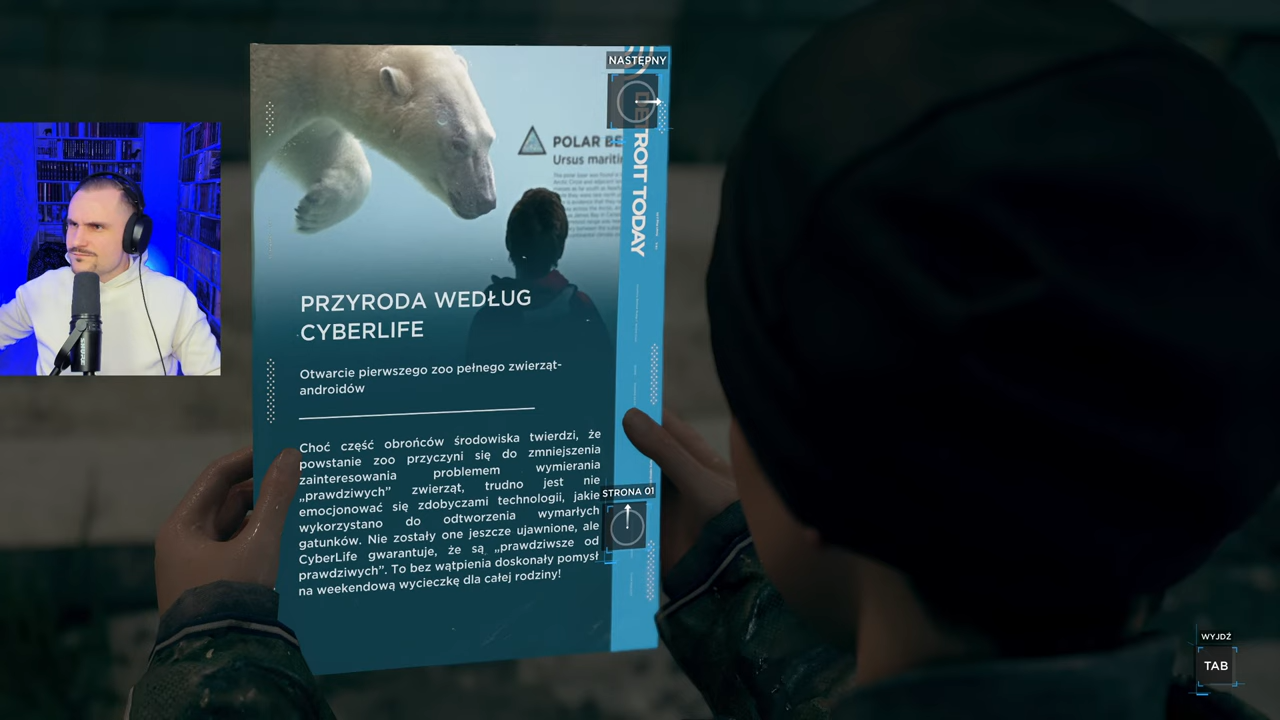 NASTĘPNY
POLAR BE
Ursus mariti
DETROIT TODAY
PRZYRODA WEDŁUG
CYBERLIFE
Otwarcie pierwszego zoo pełnego zwierząt-
androidów
Choć część obrońców środowiska twierdzi, że
powstanie zoo przyczyni się do zmniejszenia
zainteresowania problemem wymierania
„prawdziwych” zwierząt, trudno jest nie
emocjonować się zdobyczami technologii, jakie
wykorzystano do odtworzenia wymarłych
gatunków. Nie zostały one jeszcze ujawnione, ale
CyberLife gwarantuje, że są „prawdziwsze od
prawdziwych”. To bez wątpienia doskonały pomysł
na weekendową wycieczkę dla całej rodziny!
STRONA 01
WYJDŹ
TAB